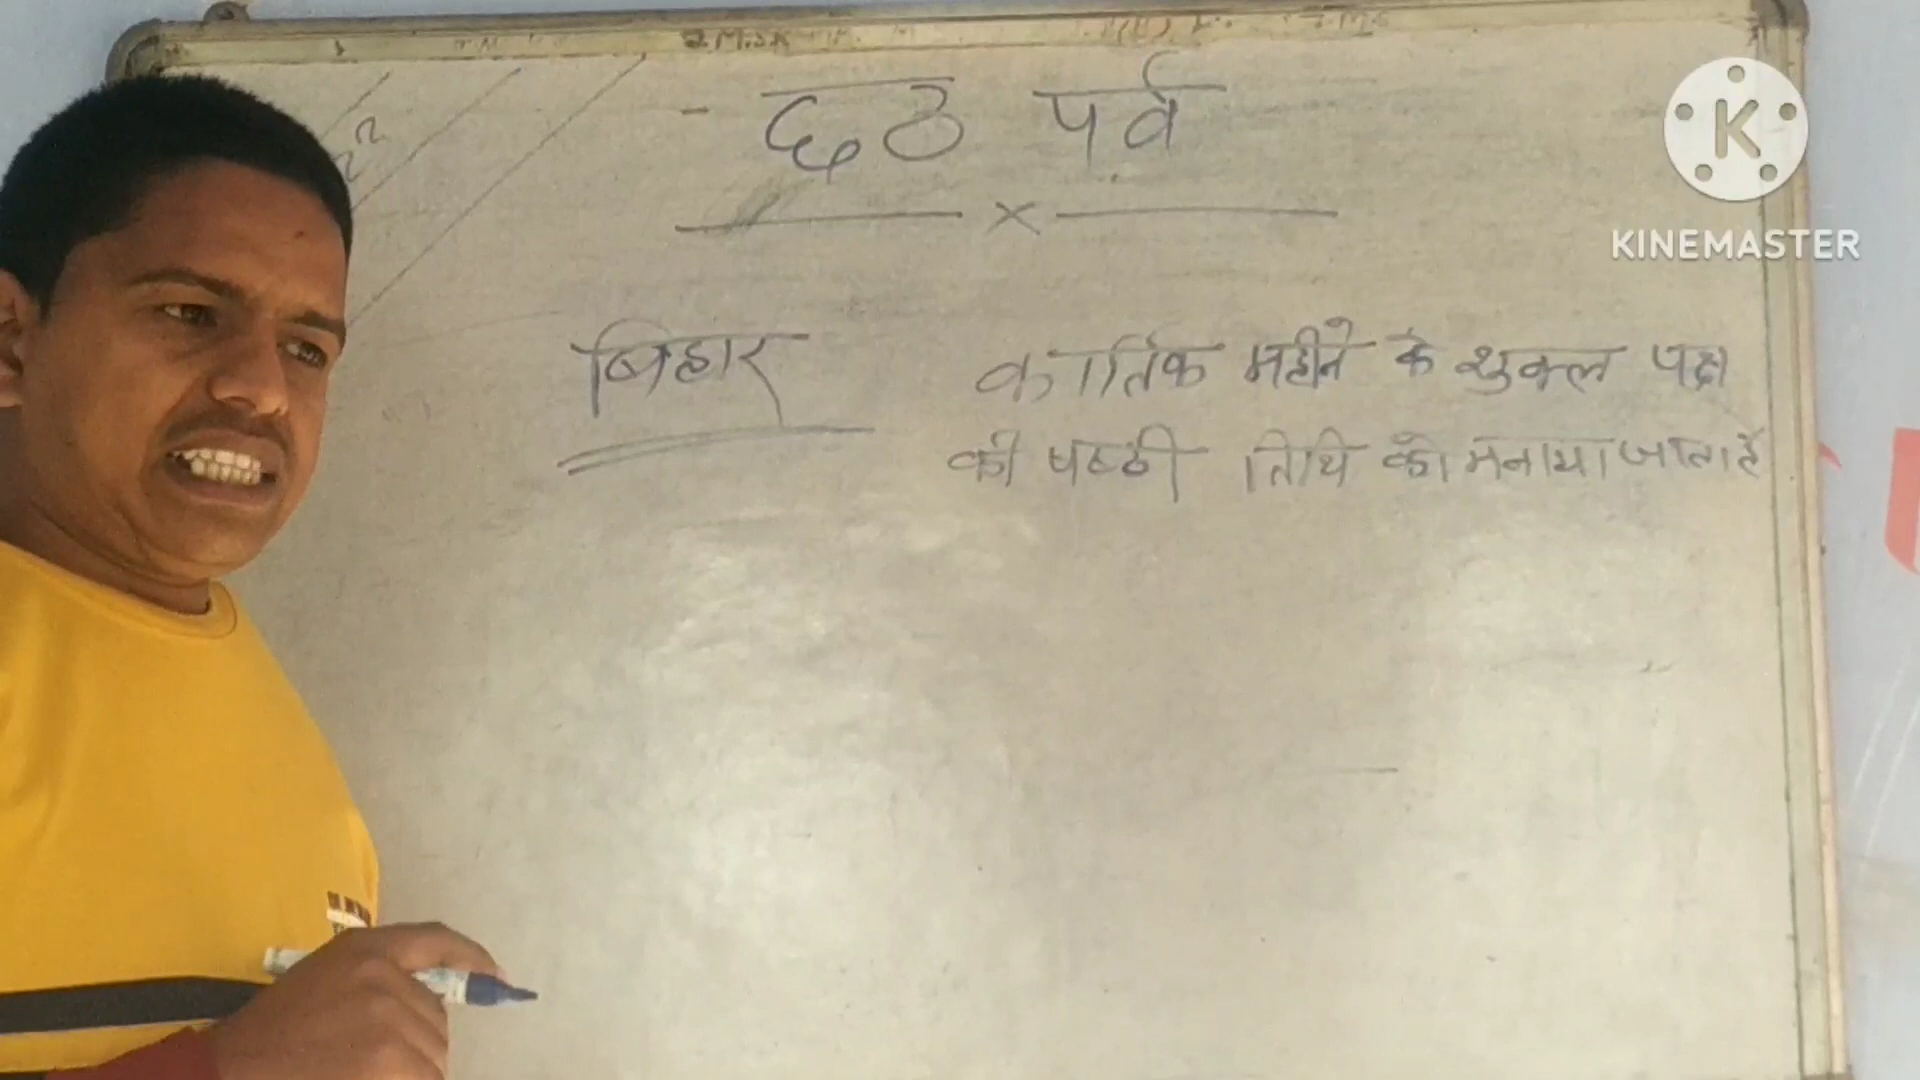 छठ पर्व
बिहार
कार्तिक महीने के शुक्ल पक्ष
की षष्ठी तिथि को मनाया जाता है
K
KINEMASTER